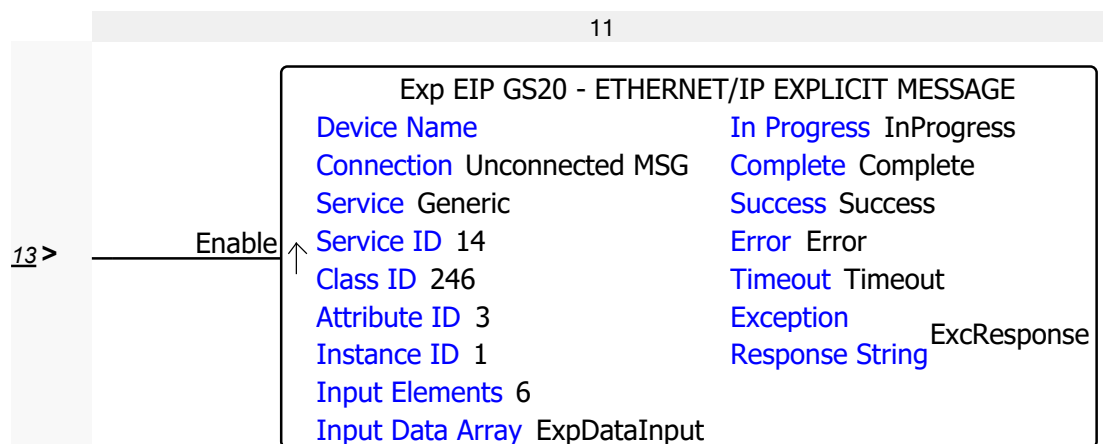 11
Exp EIP GS20 - ETHERNET/IP EXPLICIT MESSAGE
Device Name In Progress InProgress
Connection Unconnected MSG Complete Complete
Service Generic Success Success
13 > Enable Service ID 14 Error Error
Class ID 246 Timeout Timeout
Attribute ID 3 Exception
Instance ID 1 Response String ExcResponse
Input Elements 6
Input Data Array ExpDataInput